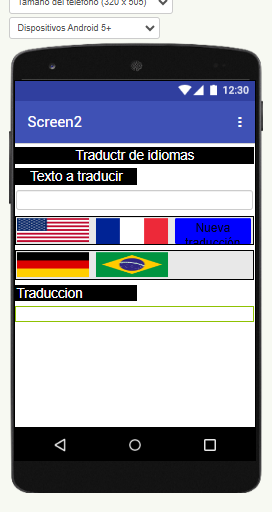 Tamaño del teléfono (320 x 505)
Dispositivos Android 5+
12:30
Screen2
Traductr de idiomas
Texto a traducir
Nueva
traduccion
Traduccion